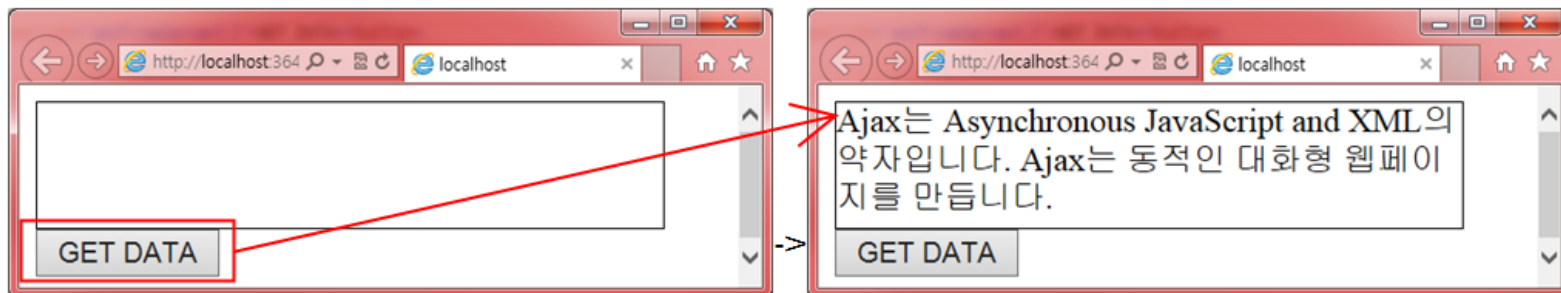 http://localhost:364
localhost
GET DATA
->
http://localhost:364
localhost
Ajax는 Asynchronous JavaScript and XML의
약자입니다. Ajax는 동적인 대화형 웹페이
지를 만듭니다.
GET DATA